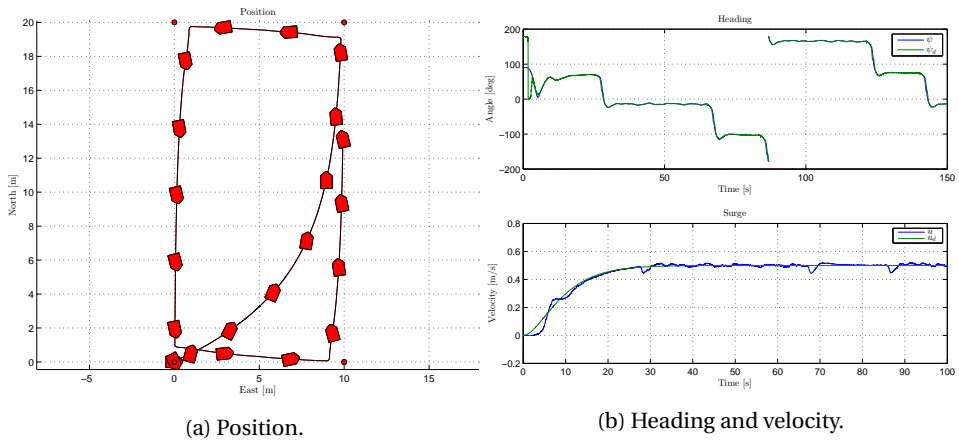 Position
20
18
16
14
12
10
8
6
4
2
0
North [m]
−5
0
5
10
15
East [m]
(a) Position.
Heading
200
100
0
−100
−200
Angle [deg]
ψ
ψd
0
50
100
150
Time [s]
Surge
0.8
0.6
0.4
0.2
0
−0.2
Velocity [m/s]
u
ud
0
10
20
30
40
50
60
70
80
90
100
Time [s]
(b) Heading and velocity.